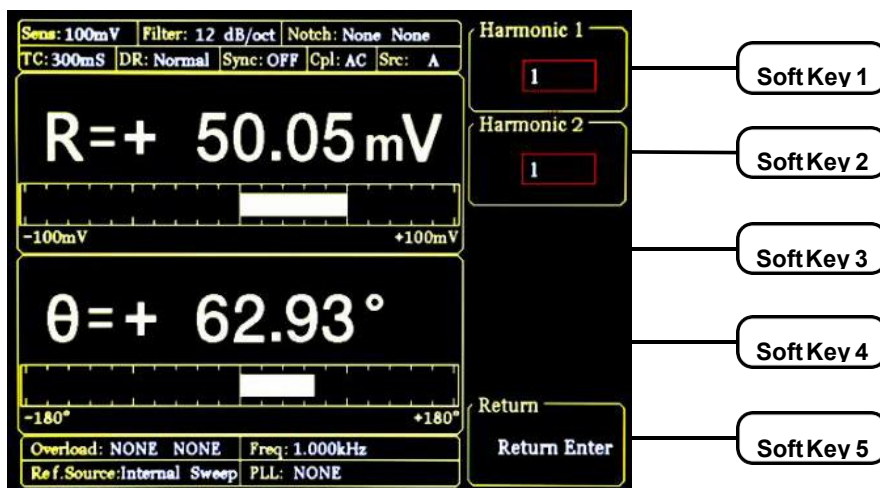 Sens: 100mV Filter: 12 dB/oct Notch: None None
TC: 300mS DR: Normal Sync: OFF Cpl: AC Src: A
R=+ 50.05 mV
-100mV +100mV
θ=+ 62.93°
-180° +180°
Overload: NONE NONE Freq: 1.000kHz
Ref.Source:Internal Sweep PLL: NONE
Harmonic 1
1
Harmonic 2
1
Return
Return Enter
Soft Key 1
Soft Key 2
Soft Key 3
Soft Key 4
Soft Key 5